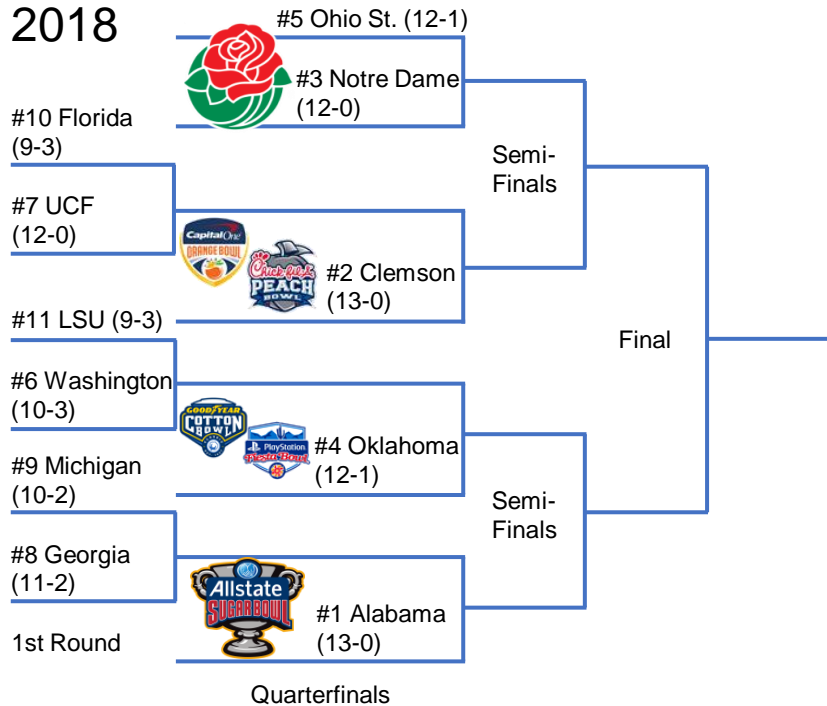 2018
#5 Ohio St. (12-1)
#3 Notre Dame
(12-0)
#10 Florida
(9-3)
Semi-
Finals
#7 UCF
(12-0)
Capital One
ORANGE BOWL
Chick-fil-A
PEACH
BOWL
#2 Clemson
(13-0)
#11 LSU (9-3)
Final
#6 Washington
(10-3)
GOODYEAR
COTTON
BOWL
PlayStation
Fiesta Bowl
#4 Oklahoma
(12-1)
#9 Michigan
(10-2)
Semi-
Finals
#8 Georgia
(11-2)
Allstate
SUGAR BOWL
#1 Alabama
(13-0)
1st Round
Quarterfinals